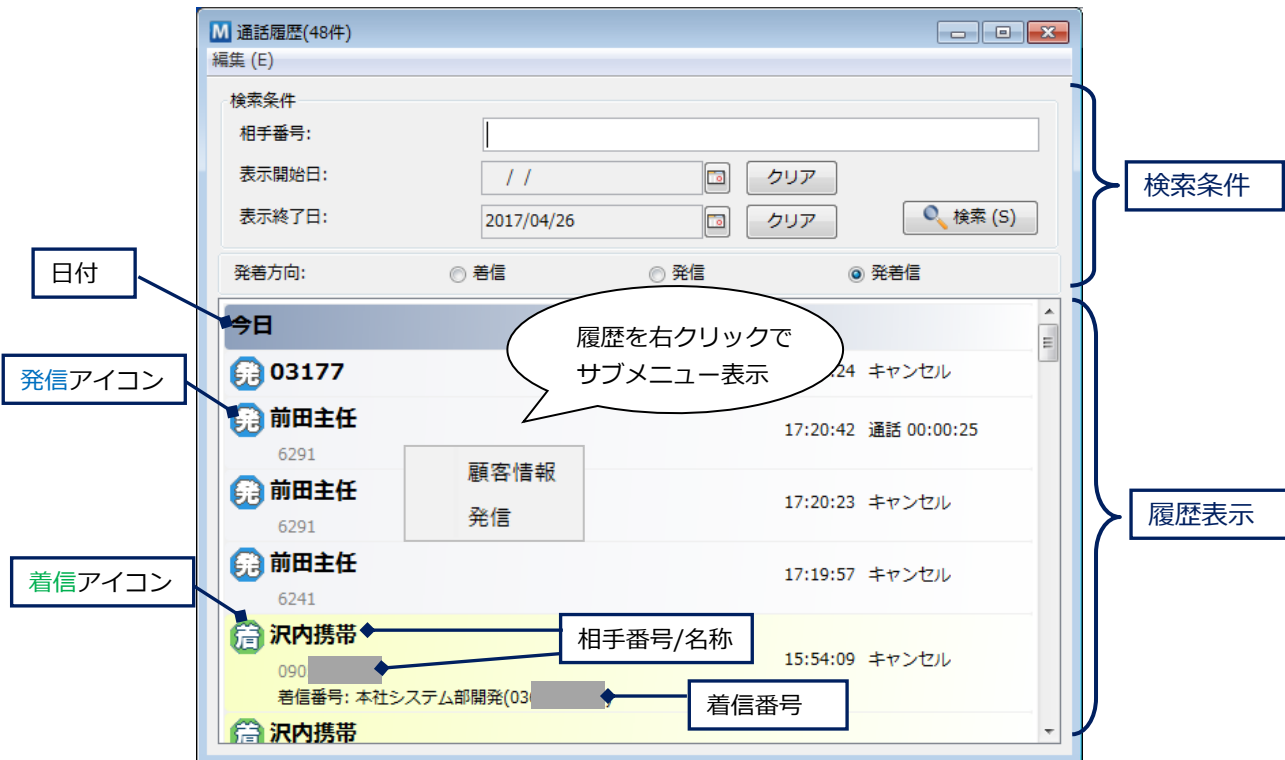 M 通話履歴(48件)
編集 (E)
検索条件
相手番号:
表示開始日: / / クリア
表示終了日: 2017/04/26 クリア 検索 (S)
検索条件
発着方向: 着信 発信 発着信
日付
今日
履歴を右クリックで
サブメニュー表示
発信アイコン
発 03177
24 キャンセル
発 前田主任
17:20:42 通話 00:00:25
6291
顧客情報
発信
発 前田主任
17:20:23 キャンセル
6291
履歴表示
発 前田主任
17:19:57 キャンセル
6241
着信アイコン
着 沢内携帯
相手番号/名称
15:54:09 キャンセル
090
着信番号: 本社システム部開発(03
着信番号
着 沢内携帯